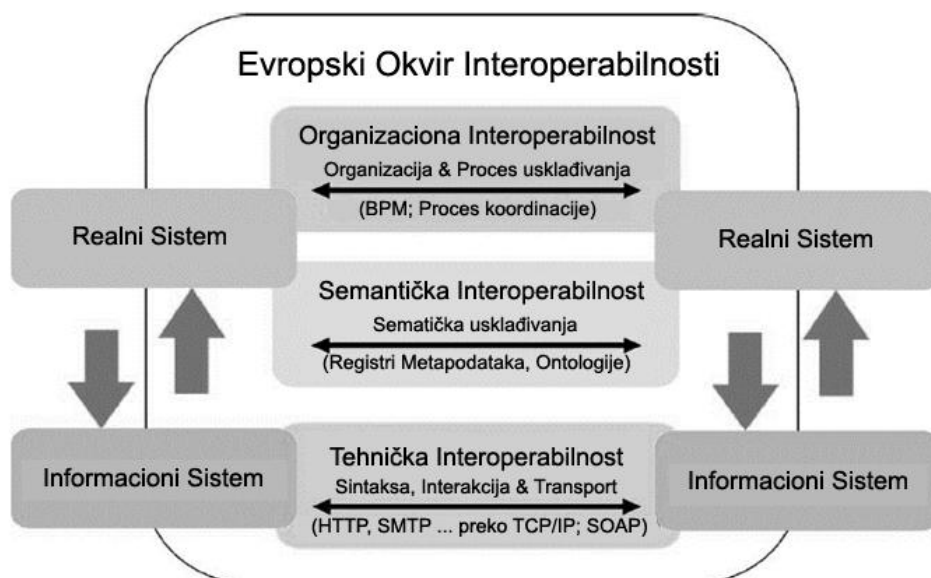 Evropski Okvir Interoperabilnosti
Organizaciona Interoperabilnost
Organizacija & Proces usklađivanja
(BPM; Proces koordinacije)
Realni Sistem
Realni Sistem
Semantička Interoperabilnost
Sematička usklađivanja
(Registri Metapodataka, Ontologije)
Informacioni Sistem
Tehnička Interoperabilnost
Sintaksa, Interakcija & Transport
(HTTP, SMTP ... preko TCP/IP; SOAP)
Informacioni Sistem